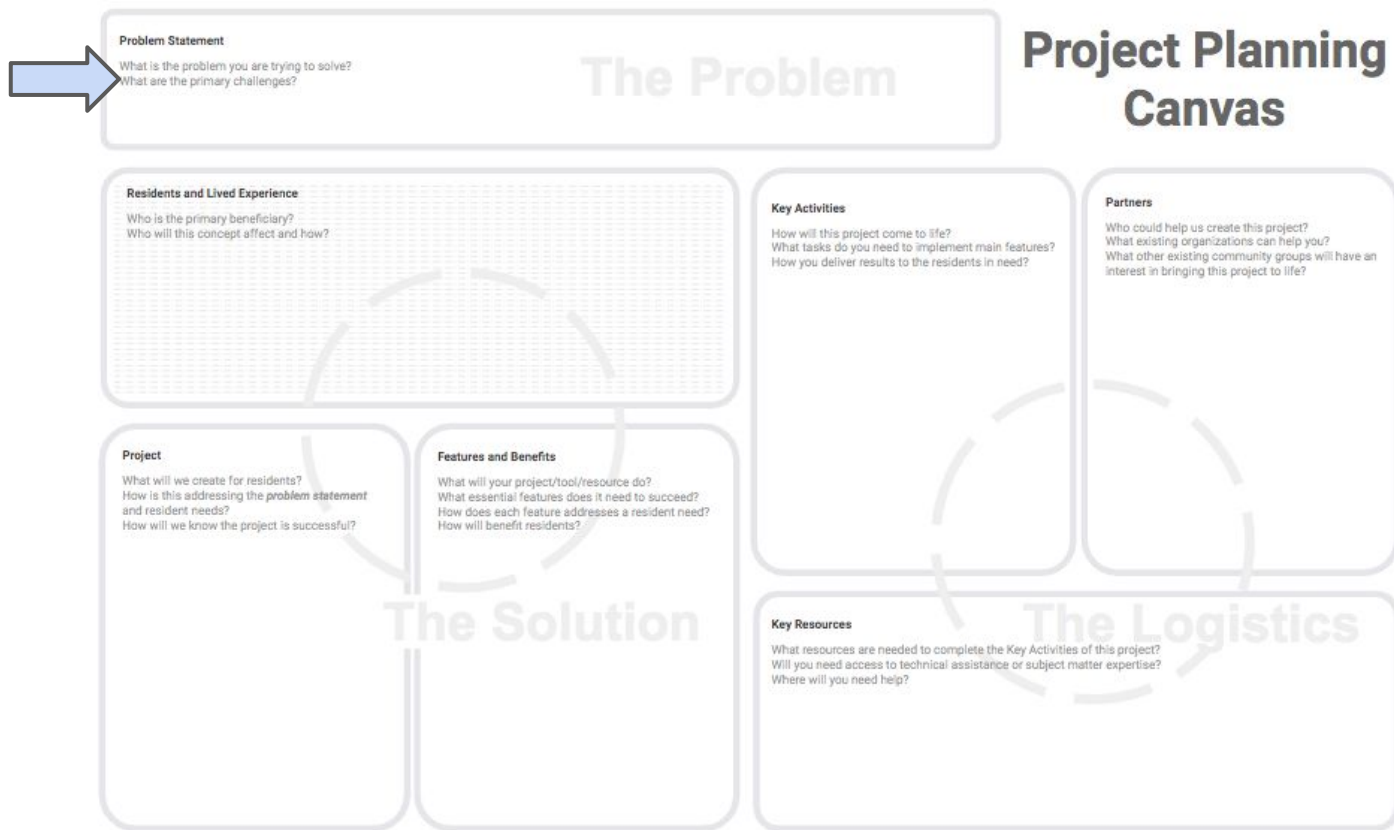 Problem Statement
What is the problem you are trying to solve?
What are the primary challenges?
The Problem
Project Planning
Canvas
Residents and Lived Experience
Who is the primary beneficiary?
Who will this concept affect and how?
Key Activities
How will this project come to life?
What tasks do you need to implement main features?
How you deliver results to the residents in need?
Partners
Who could help us create this project?
What existing organizations can help you?
What other existing community groups will have an
interest in bringing this project to life?
Project
What will we create for residents?
How is this addressing the problem statement
and resident needs?
How will we know the project is successful?
Features and Benefits
What will your project/tool/resource do?
What essential features does it need to succeed?
How does each feature addresses a resident need?
How will benefit residents?
The Solution
Key Resources
What resources are needed to complete the Key Activities of this project?
Will you need access to technical assistance or subject matter expertise?
Where will you need help?
The Logistics